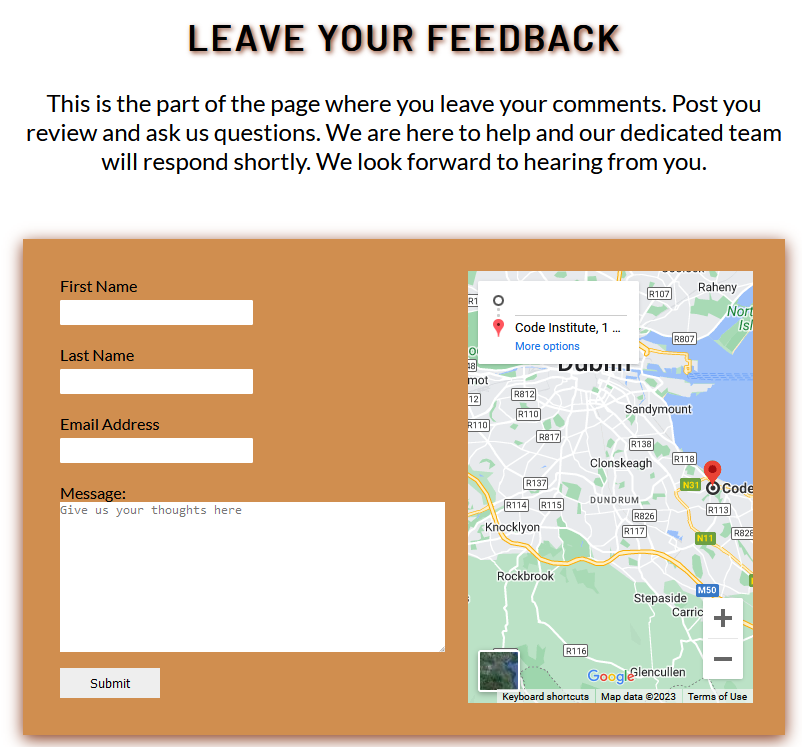 LEAVE YOUR FEEDBACK
This is the part of the page where you leave your comments. Post you
review and ask us questions. We are here to help and our dedicated team
will respond shortly. We look forward to hearing from you.
First Name
Last Name
Email Address
Message:
Give us your thoughts here
Submit
Raheny
R107
Code Institute, 1 ...
More options
R807
Dublin
R812
R110
Sandymount
R110
R817
R138
Clonskeagh
R118
N31
Code
R137
DUNDRUM
R113
R114
R115
R826
R117
Knocklyon
N11
R828
Rockbrook
M50
Stepaside
Carric
R116
Glencullen
Google
Keyboard shortcuts
Map data ©2023
Terms of Use